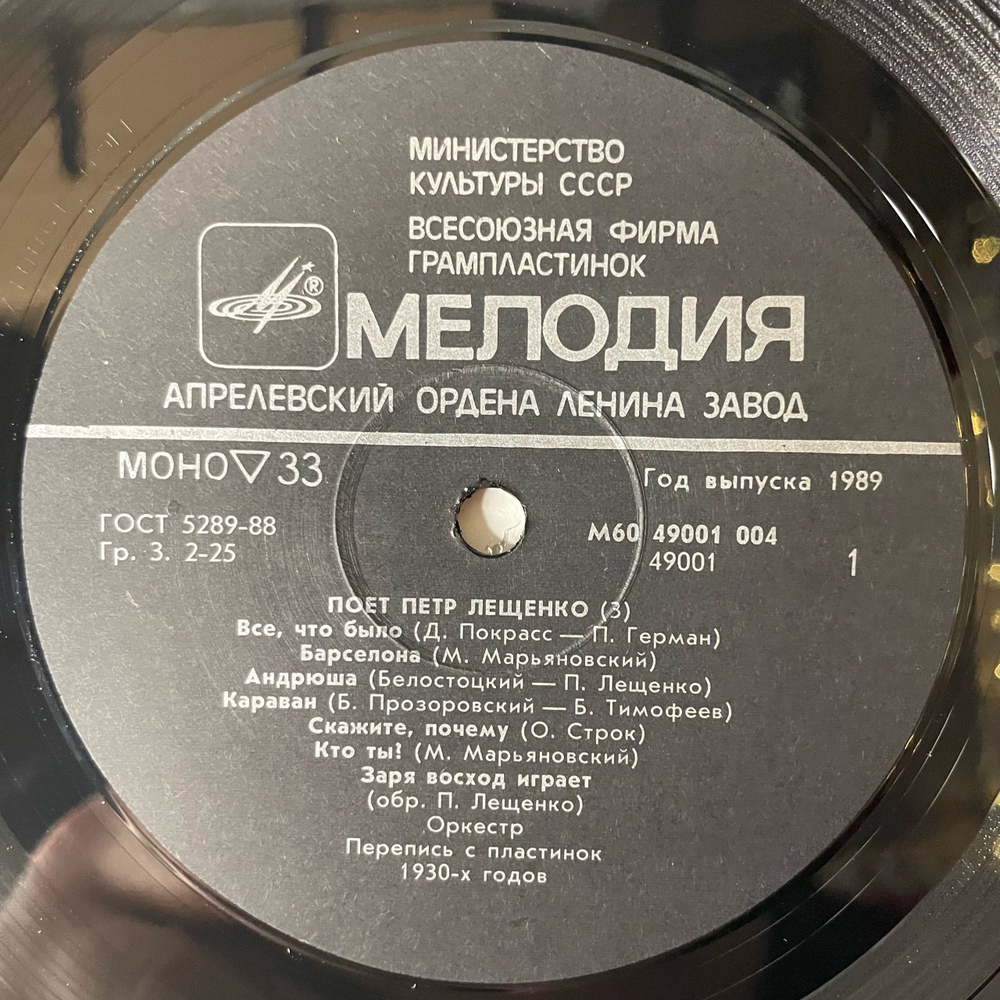 МИНИСТЕРСТВО
КУЛЬТУРЫ СССР
ВСЕСОЮЗНАЯ ФИРМА
ГРАМПЛАСТИНОК
®
МЕЛОДИЯ
АПРЕЛЕВСКИЙ ОРДЕНА ЛЕНИНА ЗАВОД
МОНО ▽ 33
Год выпуска 1989
ГОСТ 5289-88
Гр. 3. 2-25
М60 49001 004
49001
1
ПОЕТ ПЕТР ЛЕЩЕНКО (3)
Все, что было (Д. Покрасс — П. Герман)
Барселона (М. Марьяновский)
Андрюша (Белостоцкий — П. Лещенко)
Караван (Б. Прозоровский — Б. Тимофеев)
Скажите, почему (О. Строк)
Кто ты? (М. Марьяновский)
Заря восход играет
(обр. П. Лещенко)
Оркестр
Перепись с пластинок
1930-х годов